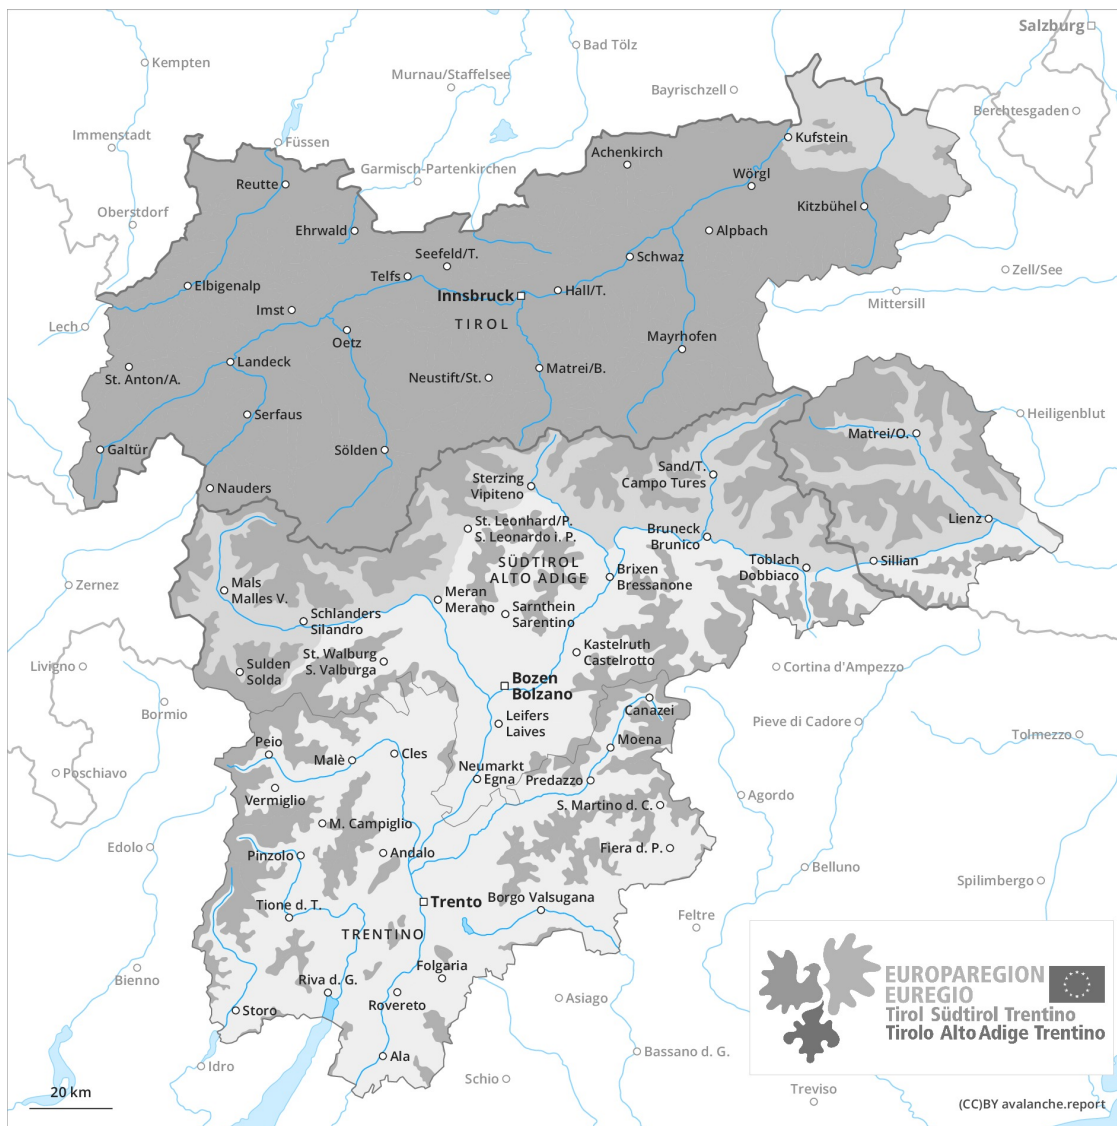 Salzburg
Bad Tölz
Kempten
Murnau/Staffelsee
Bayrischzell
Berchtesgaden
Immenstadt
Füssen
Kufstein
Achenkirch
Garmisch-Partenkirchen
Wörgl
Reutte
Kitzbühel
Oberstdorf
Ehrwald
Alpbach
Seefeld/T.
Schwaz
Zell/See
Telfs
Elbigenalp
Innsbruck
Hall/T.
Mittersill
Imst
TIROL
Lech
Oetz
Mayrhofen
Landeck
Matrei/B.
St. Anton/A.
Neustift/St.
Serfaus
Heiligenblut
Matrei/O.
Galtür
Sölden
Sand/T.
Campo Tures
Sterzing
Vipiteno
Nauders
Lienz
St. Leonhard/P.
S. Leonardo i. P.
Bruneck
Brunico
SÜDTIROL
ALTO ADIGE
Toblach
Dobbiaco
Sillian
Brixen
Bressanone
Zernez
Mals
Malles V.
Meran
Merano
Sarnthein
Sarentino
Schlanders
Silandro
Kastelruth
Castelrotto
St. Walburg
S. Valburga
Livigno
Sulden
Solda
Cortina d'Ampezzo
Bozen
Bolzano
Canazei
Bormio
Leifers
Laives
Pieve di Cadore
Tolmezzo
Moena
Peio
Cles
Malè
Poschiavo
Neumarkt
Egna
Predazzo
Vermiglio
Agordo
S. Martino d. C.
M. Campiglio
Edolo
Pinzolo
Andalo
Fiera d. P.
Belluno
Spilimbergo
Trento
Borgo Valsugana
Tione d. T.
Feltre
TRENTINO
Folgaria
Bienno
Riva d. G.
Rovereto
Asiago
Storo
EUROPAREGION
EUREGIO
Tirol Südtirol Trentino
Tirolo Alto Adige Trentino
Ala
Bassano d. G.
Idro
Schio
Treviso
20 km
(CC)BY avalanche.report